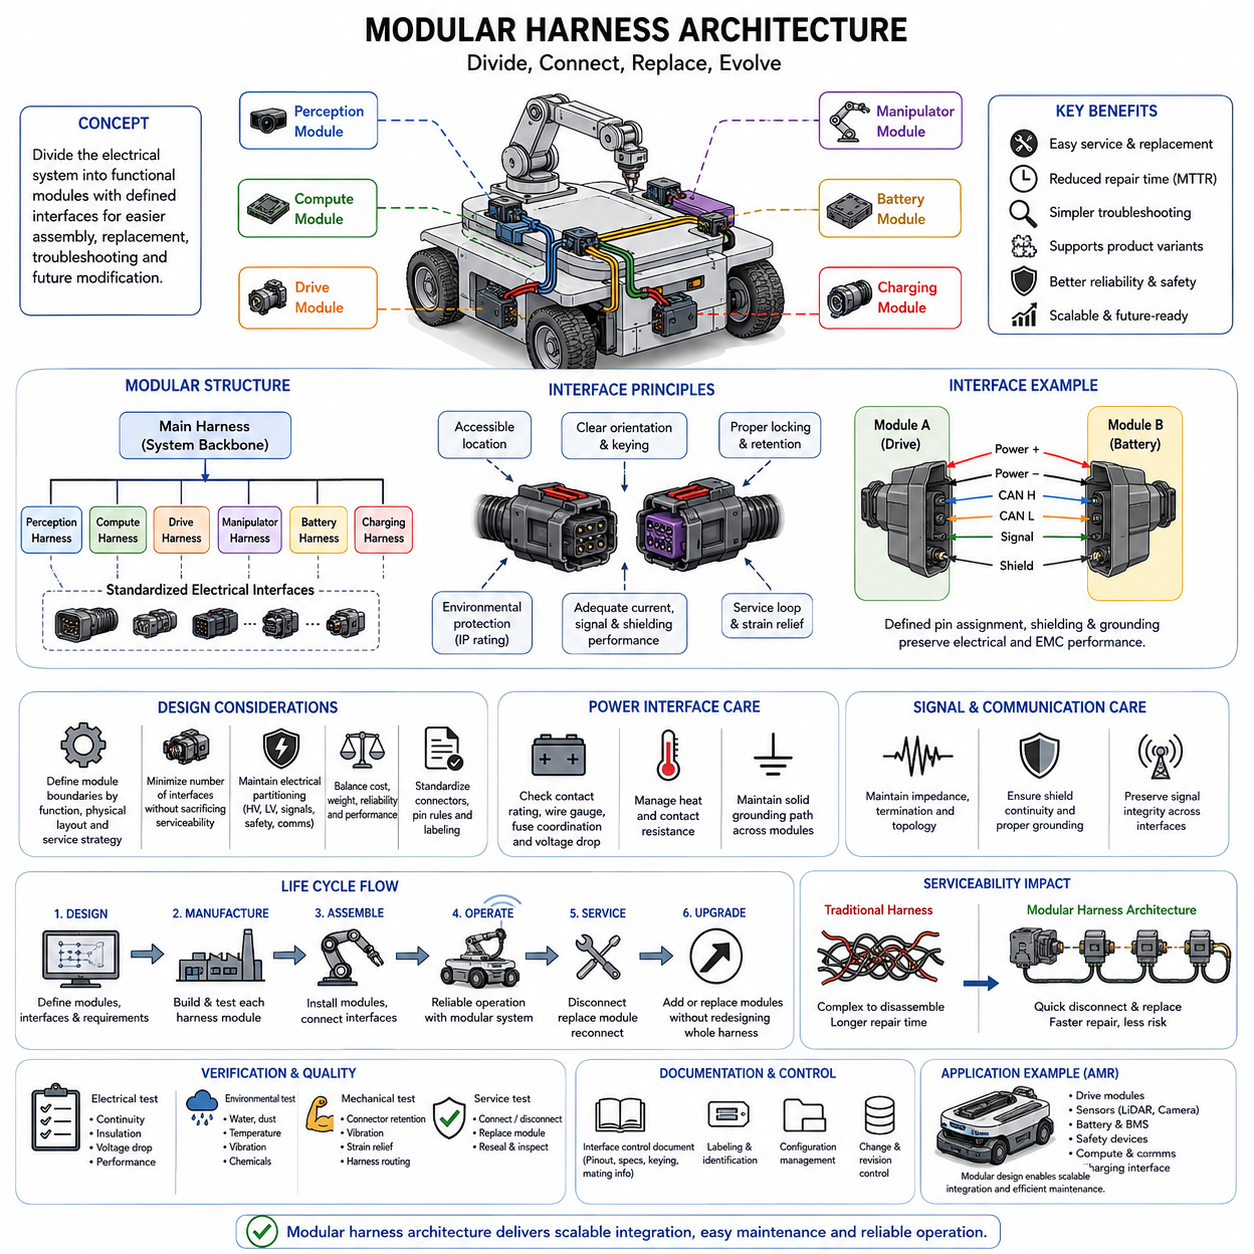 MODULAR HARNESS ARCHITECTURE
Divide, Connect, Replace, Evolve
CONCEPT
Divide the electrical
system into functional
modules with defined
interfaces for easier
assembly, replacement,
troubleshooting and
future modification.
Perception
Module
Compute
Module
Drive
Module
Manipulator
Module
Battery
Module
Charging
Module
KEY BENEFITS
Easy service & replacement
Reduced repair time (MTTR)
Simpler troubleshooting
Supports product variants
Better reliability & safety
Scalable & future-ready
MODULAR STRUCTURE
Main Harness
(System Backbone)
Perception
Harness
Compute
Harness
Drive
Harness
Manipulator
Harness
Battery
Harness
Charging
Harness
Standardized Electrical Interfaces
INTERFACE PRINCIPLES
Accessible
location
Clear orientation
& keying
Proper locking
& retention
Environmental
protection
(IP rating)
Adequate current,
signal & shielding
performance
Service loop
& strain relief
INTERFACE EXAMPLE
Module A
(Drive)
Module B
(Battery)
Power +
Power −
CAN H
CAN L
Signal
Shield
Defined pin assignment, shielding & grounding
preserve electrical and EMC performance.
DESIGN CONSIDERATIONS
Define module
boundaries by
function, physical
layout and
service strategy
Minimize number
of interfaces
without sacrificing
serviceability
Maintain electrical
partitioning
(HV, LV, signals,
safety, comms)
Balance cost,
weight, reliability
and performance
Standardize
connectors,
pin rules and
labeling
POWER INTERFACE CARE
Check contact
rating, wire gauge,
fuse coordination
and voltage drop
Manage heat
and contact
resistance
Maintain solid
grounding path
across modules
SIGNAL & COMMUNICATION CARE
Maintain impedance,
termination and
topology
Ensure shield
continuity and
proper grounding
Preserve signal
integrity across
interfaces
LIFE CYCLE FLOW
1. DESIGN
Define modules,
interfaces & requirements
2. MANUFACTURE
Build & test each
harness module
3. ASSEMBLE
Install modules,
connect interfaces
4. OPERATE
Reliable operation
with modular system
5. SERVICE
Disconnect
replace module
reconnect
6. UPGRADE
Add or replace modules
without redesigning
whole harness
SERVICEABILITY IMPACT
Traditional Harness
Complex to disassemble
Longer repair time
Modular Harness Architecture
Quick disconnect & replace
Faster repair, less risk
VERIFICATION & QUALITY
Electrical test
• Continuity
• Insulation
• Voltage drop
• Performance
Environmental test
• Water, dust
• Temperature
• Vibration
• Chemicals
Mechanical test
• Connector retention
• Vibration
• Strain relief
• Harness routing
Service test
• Connect / disconnect
• Replace module
• Reseal & inspect
DOCUMENTATION & CONTROL
Interface control document
(Pinout, specs, keying,
mating info)
Labeling &
identification
Configuration
management
Change &
revision
control
APPLICATION EXAMPLE (AMR)
• Drive modules
• Sensors (LiDAR, Camera)
• Battery & BMS
• Safety devices
• Compute & comms
harging interface
Modular design enables scalable
integration and efficient maintenance.
Modular harness architecture delivers scalable integration, easy maintenance and reliable operation.